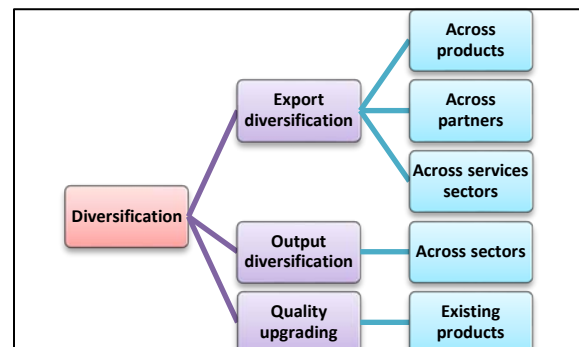 Across
products
Export
diversification
Across
partners
Across services
sectors
Diversification
Output
diversification
Across sectors
Quality
upgrading
Existing
products